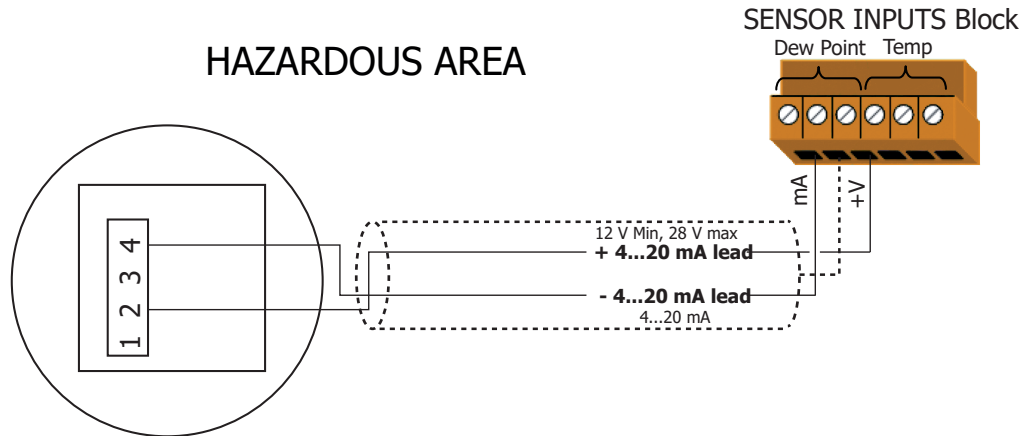 SENSOR INPUTS Block
HAZARDOUS AREA
Dew Point Temp
mA
+V
12 V Min, 28 V max
+ 4...20 mA lead
- 4...20 mA lead
4...20 mA
1 2 3 4